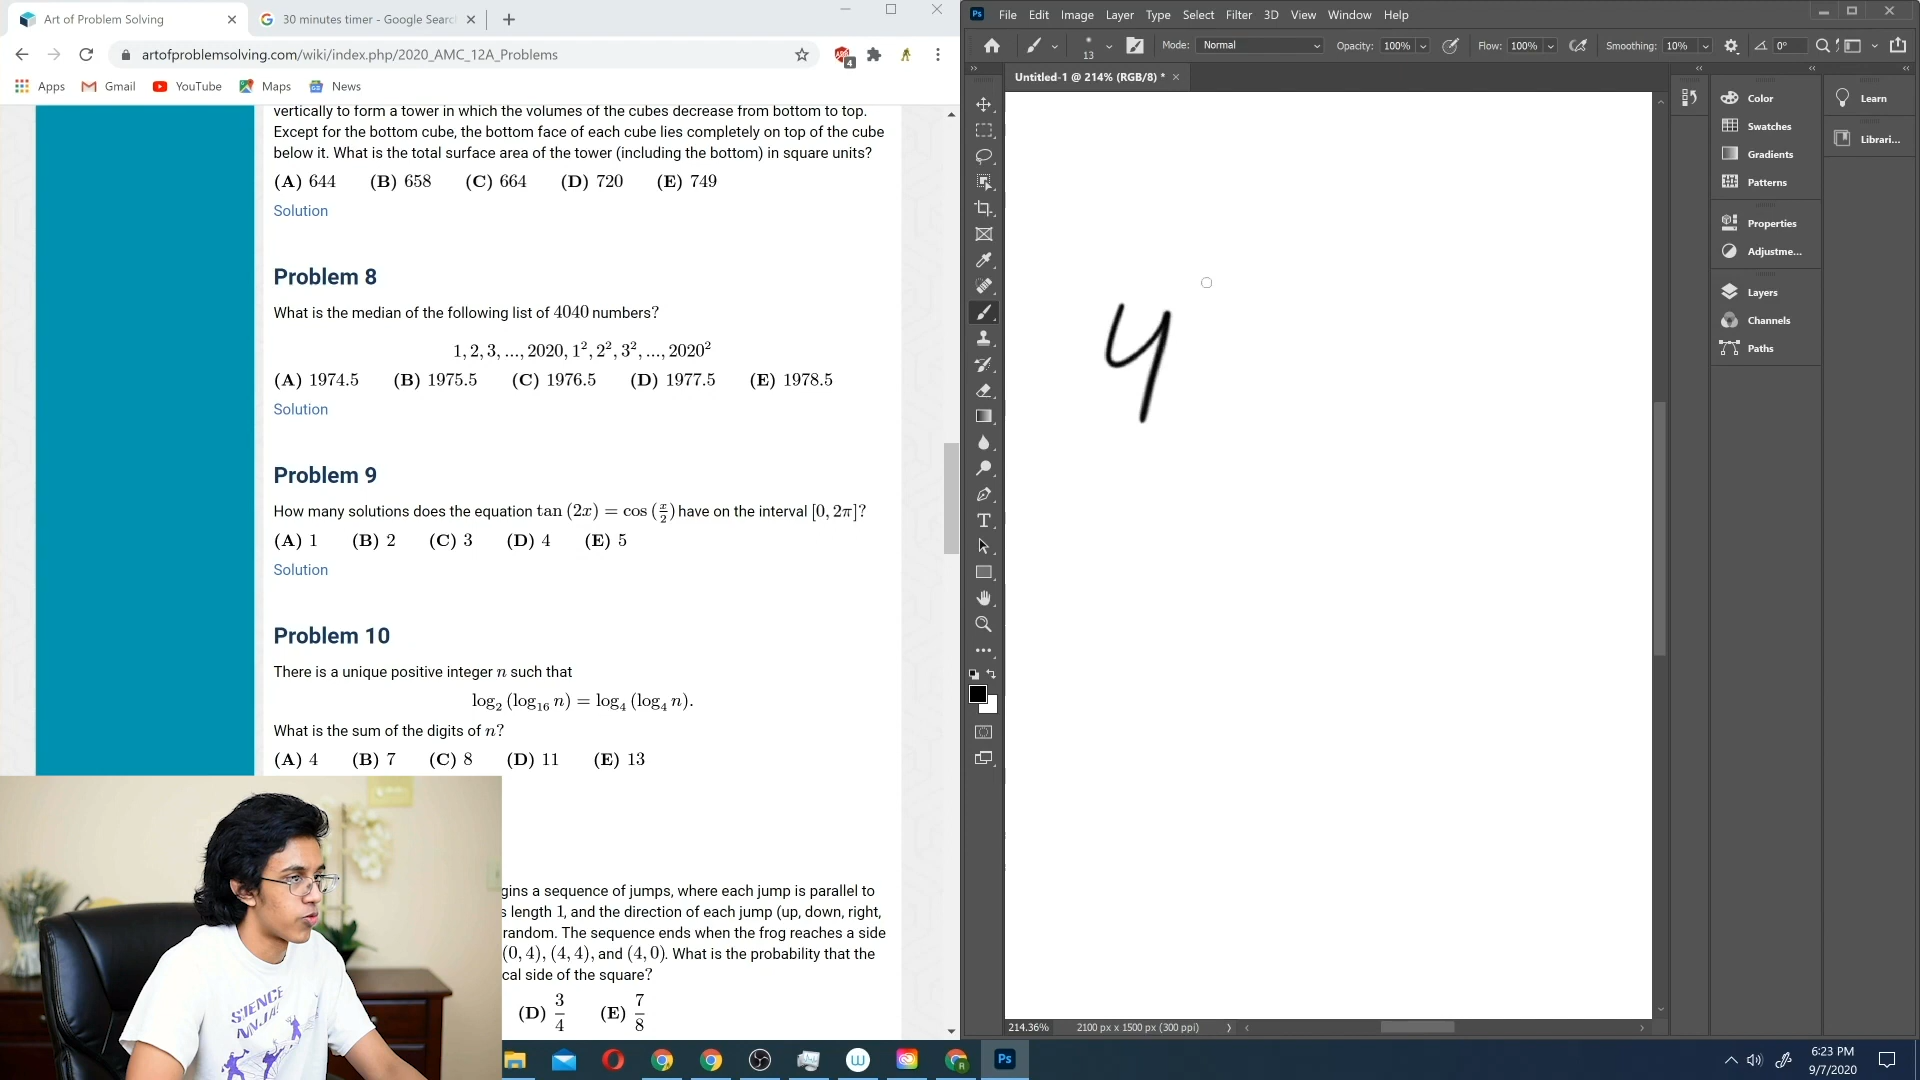 Art of Problem Solving
30 minutes timer - Google Searc
artofproblemsolving.com/wiki/index.php/2020_AMC_12A_Problems
4
Apps Gmail YouTube Maps News
vertically to form a tower in which the volumes of the cubes decrease from bottom to top.
Except for the bottom cube, the bottom face of each cube lies completely on top of the cube
below it. What is the total surface area of the tower (including the bottom) in square units?
(A) 644 (B) 658 (C) 664 (D) 720 (E) 749
Solution
Problem 8
What is the median of the following list of 4040 numbers?
1, 2, 3, ..., 2020, 1², 2², 3², ..., 2020²
(A) 1974.5 (B) 1975.5 (C) 1976.5 (D) 1977.5 (E) 1978.5
Solution
Problem 9
How many solutions does the equation tan (2x) = cos (x/2) have on the interval [0, 2π]?
(A) 1 (B) 2 (C) 3 (D) 4 (E) 5
Solution
Problem 10
There is a unique positive integer n such that
log₂ (log₁₆ n) = log₄ (log₄ n).
What is the sum of the digits of n?
(A) 4 (B) 7 (C) 8 (D) 11 (E) 13
gins a sequence of jumps, where each jump is parallel to
s length 1, and the direction of each jump (up, down, right,
random. The sequence ends when the frog reaches a side
(0, 4), (4, 4), and (4, 0). What is the probability that the
cal side of the square?
(D) 3/4 (E) 7/8
SCIENCE
NINJA!
Ps File Edit Image Layer Type Select Filter 3D View Window Help
13 Mode: Normal Opacity: 100% Flow: 100% Smoothing: 10% 0°
Untitled-1 @ 214% (RGB/8) *
4
Color
Swatches
Gradients
Patterns
Properties
Adjustme...
Layers
Channels
Paths
Learn
Librari...
214.36% 2100 px x 1500 px (300 ppi)
Ps
6:23 PM
9/7/2020